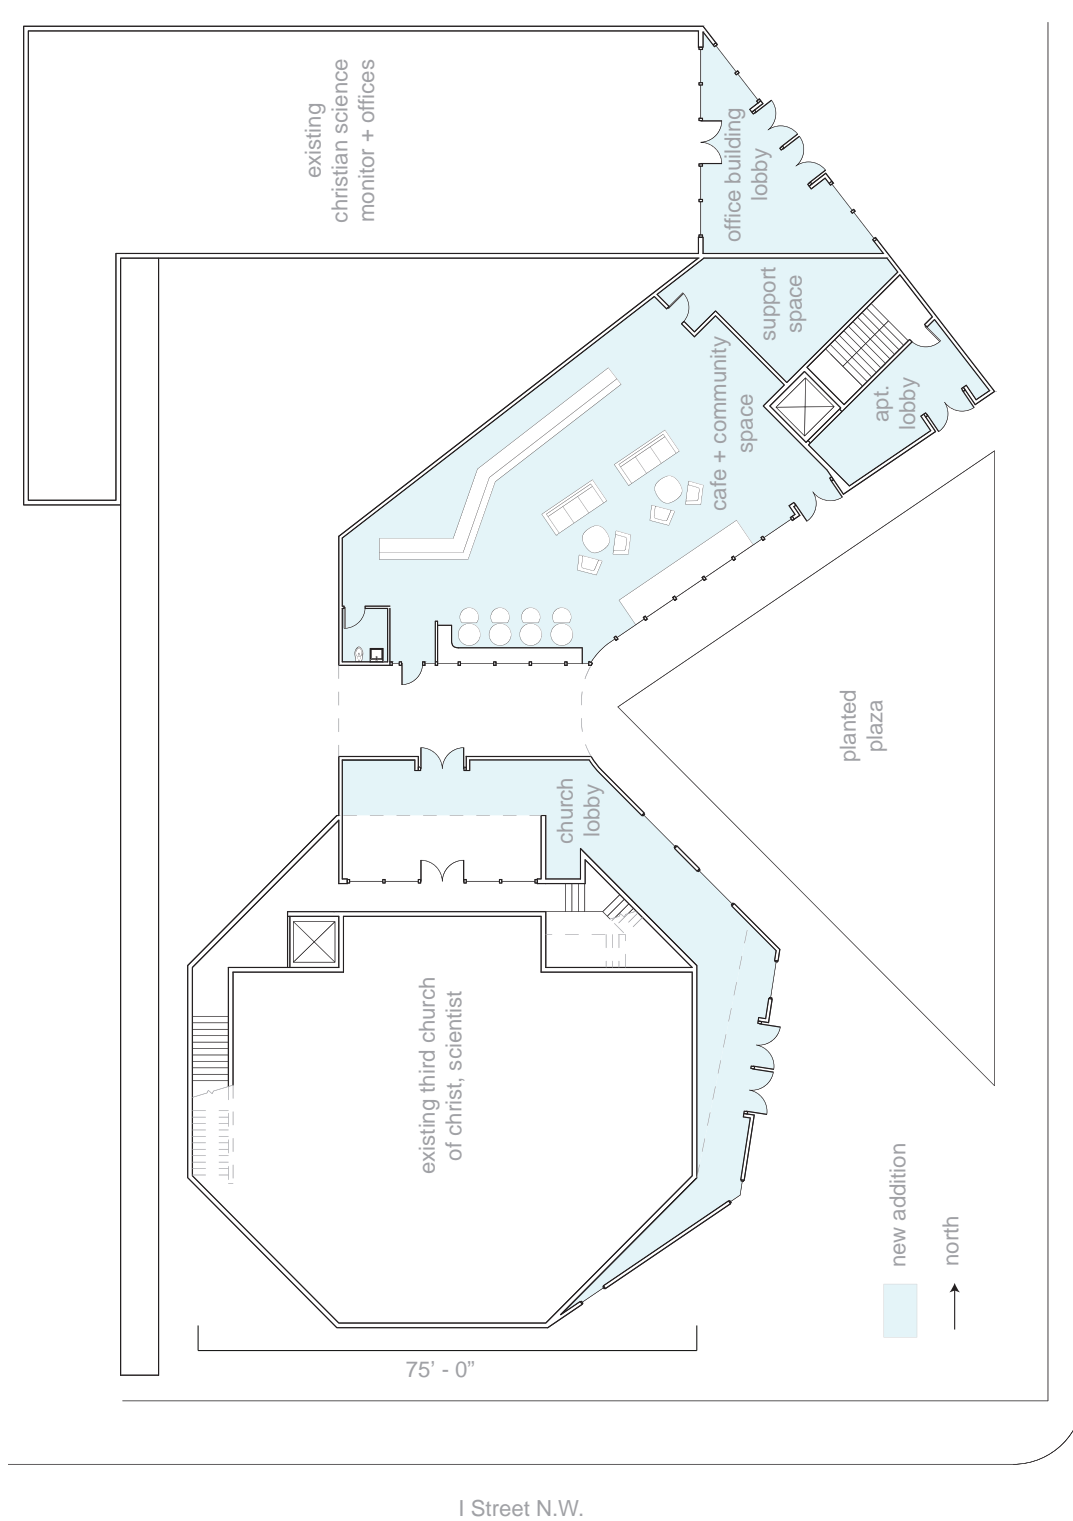 existing
christian science
monitor + offices
office building
lobby
support
space
cafe + community
space
apt.
lobby
planted
plaza
church
lobby
existing third church
of christ, scientist
new addition
north
75’ - 0”
I Street N.W.